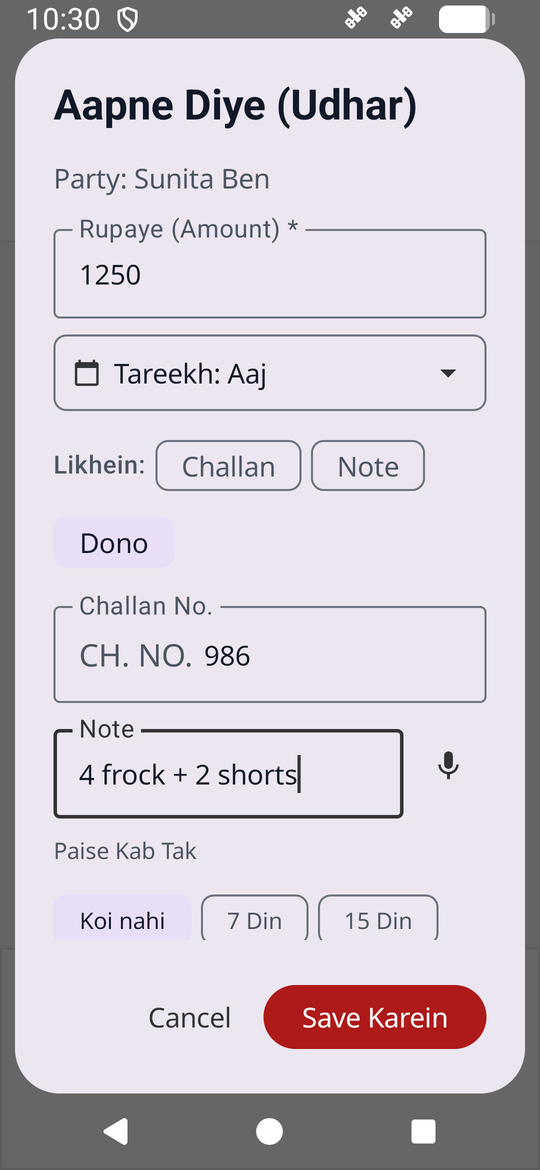 10:30
Aapne Diye (Udhar)
Party: Sunita Ben
Rupaye (Amount) *
1250
Tareekh: Aaj
Likhein: Challan Note
Dono
Challan No.
CH. NO. 986
Note
4 frock + 2 shorts
Paise Kab Tak
Koi nahi 7 Din 15 Din
Cancel Save Karein